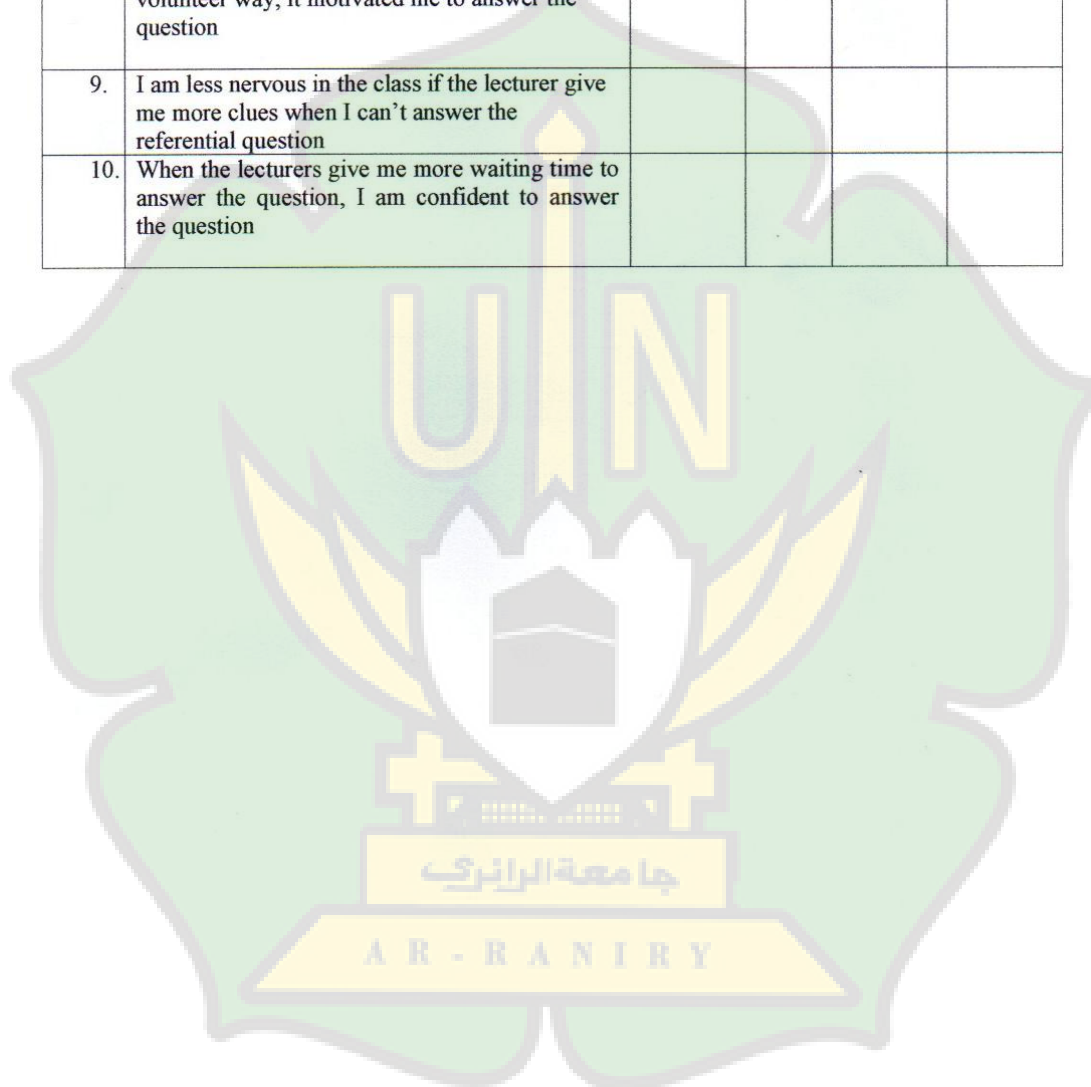 volunteer way, it motivated me to answer the
question
9. I am less nervous in the class if the lecturer give
me more clues when I can't answer the
referential question
10. When the lecturers give me more waiting time to
answer the question, I am confident to answer
the question
UIN
جامعةالرانري
AR-RANIRY